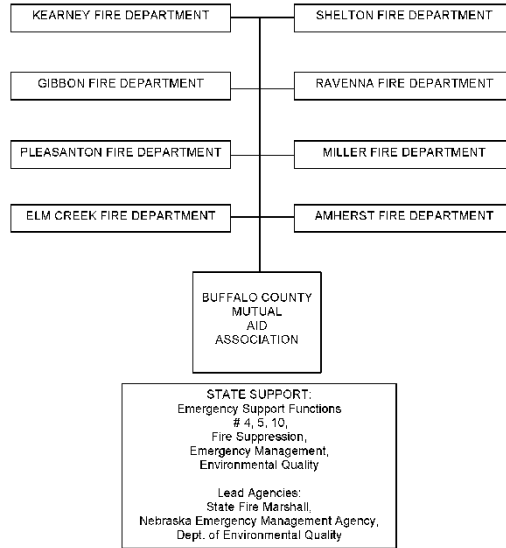 KEARNEY FIRE DEPARTMENT
SHELTON FIRE DEPARTMENT
GIBBON FIRE DEPARTMENT
RAVENNA FIRE DEPARTMENT
PLEASANTON FIRE DEPARTMENT
MILLER FIRE DEPARTMENT
ELM CREEK FIRE DEPARTMENT
AMHERST FIRE DEPARTMENT
BUFFALO COUNTY
MUTUAL
AID
ASSOCIATION
STATE SUPPORT:
Emergency Support Functions
# 4, 5, 10,
Fire Suppression,
Emergency Management,
Environmental Quality
Lead Agencies:
State Fire Marshall,
Nebraska Emergency Management Agency,
Dept. of Environmental Quality